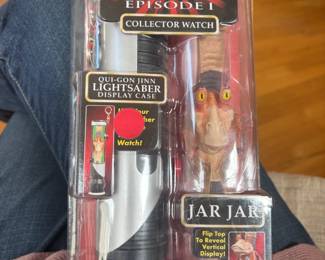 EPISODE I
COLLECTOR WATCH
QUI-GON JINN
LIGHTSABER
DISPLAY CASE
Watch!
JAR JAR
Flip Top
To Reveal
Vertical
Display!